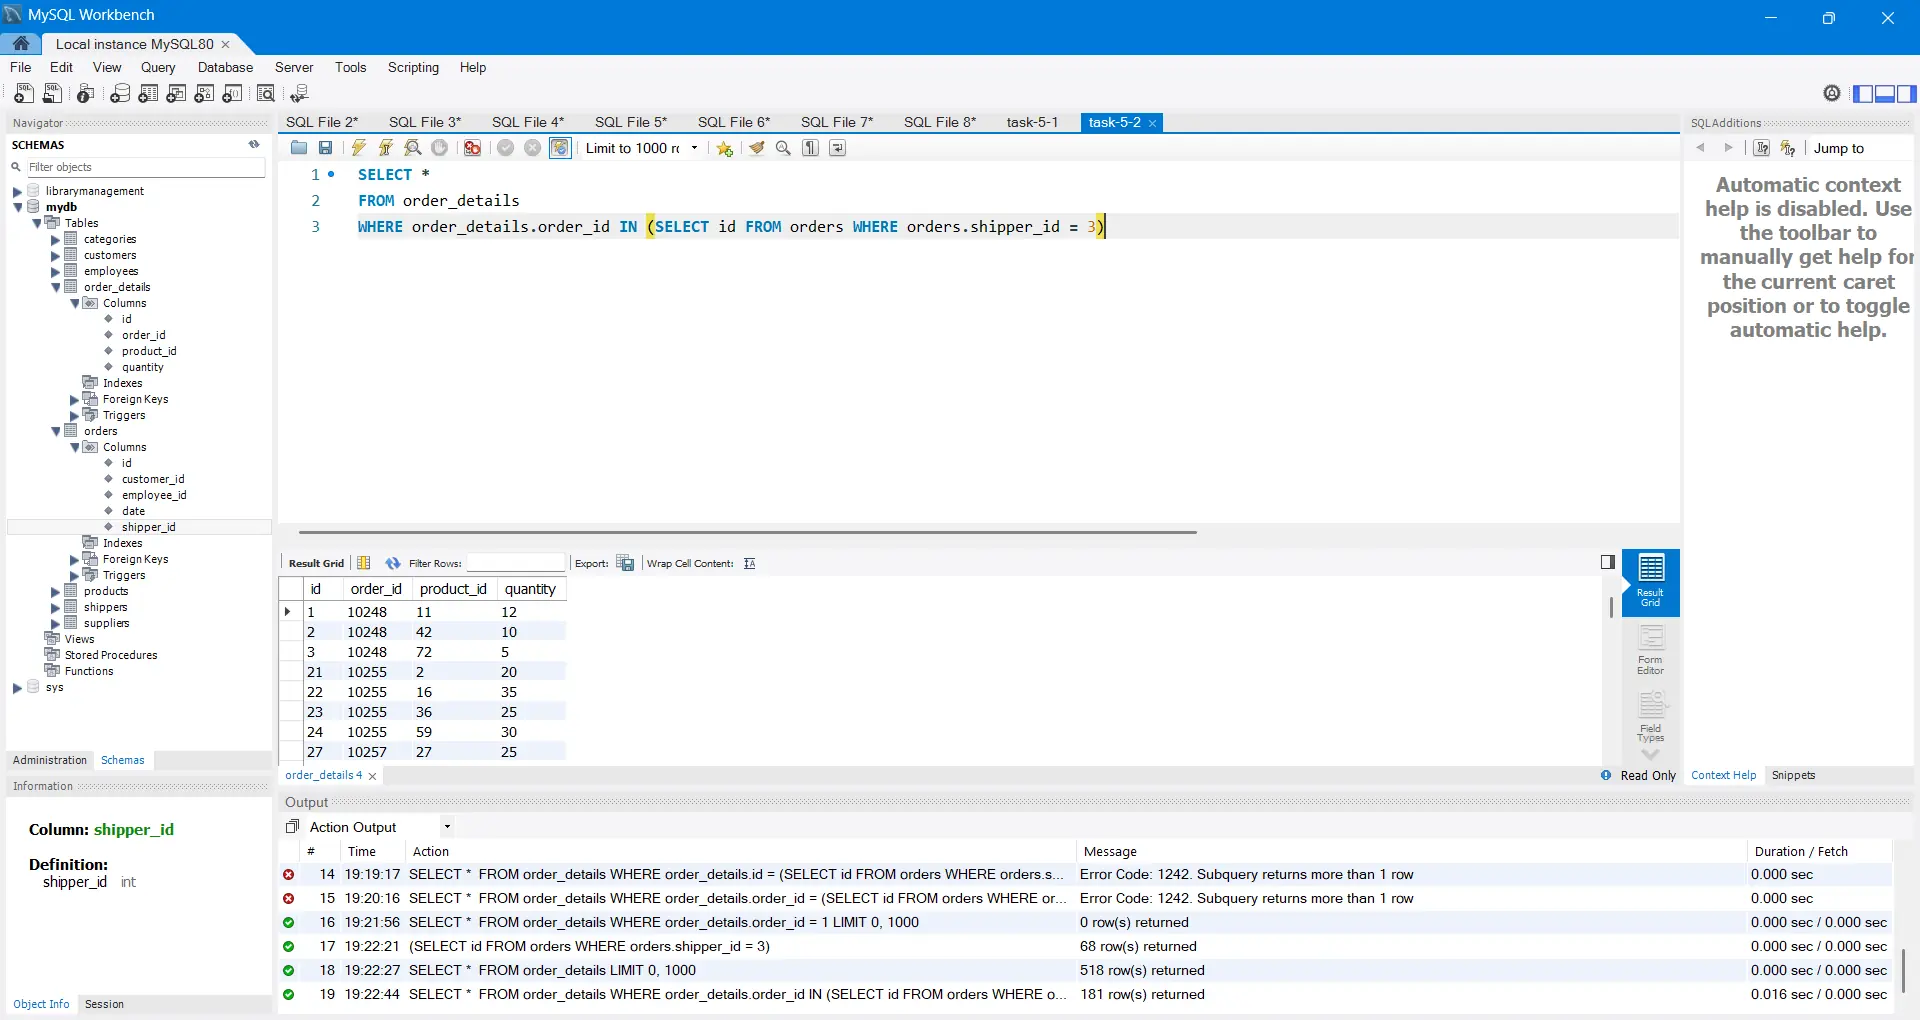 MySQL Workbench
Local instance MySQL80
File Edit View Query Database Server Tools Scripting Help
Navigator
SCHEMAS
Filter objects
librarymanagement
mydb
Tables
categories
customers
employees
order_details
Columns
id
order_id
product_id
quantity
Indexes
Foreign Keys
Triggers
orders
Columns
id
customer_id
employee_id
date
shipper_id
Indexes
Foreign Keys
Triggers
products
shippers
suppliers
Views
Stored Procedures
Functions
sys
Administration Schemas
Information
Column: shipper_id
Definition:
shipper_id int
Object Info Session
SQL File 2* SQL File 3* SQL File 4* SQL File 5* SQL File 6* SQL File 7* SQL File 8* task-5-1 task-5-2
Limit to 1000 rc
1 SELECT *
2 FROM order_details
3 WHERE order_details.order_id IN (SELECT id FROM orders WHERE orders.shipper_id = 3)
Result Grid Filter Rows: Export: Wrap Cell Content:
id order_id product_id quantity
1 10248 11 12
2 10248 42 10
3 10248 72 5
21 10255 2 20
22 10255 16 35
23 10255 36 25
24 10255 59 30
27 10257 27 25
Result
Grid
Form
Editor
Field
Types
order_details 4
Read Only
SQLAdditions
Jump to
Automatic context
help is disabled. Use
the toolbar to
manually get help for
the current caret
position or to toggle
automatic help.
Context Help Snippets
Output
Action Output
# Time Action Message Duration / Fetch
14 19:19:17 SELECT * FROM order_details WHERE order_details.id = (SELECT id FROM orders WHERE orders.s... Error Code: 1242. Subquery returns more than 1 row 0.000 sec
15 19:20:16 SELECT * FROM order_details WHERE order_details.order_id = (SELECT id FROM orders WHERE or... Error Code: 1242. Subquery returns more than 1 row 0.000 sec
16 19:21:56 SELECT * FROM order_details WHERE order_details.order_id = 1 LIMIT 0, 1000 0 row(s) returned 0.000 sec / 0.000 sec
17 19:22:21 (SELECT id FROM orders WHERE orders.shipper_id = 3) 68 row(s) returned 0.000 sec / 0.000 sec
18 19:22:27 SELECT * FROM order_details LIMIT 0, 1000 518 row(s) returned 0.000 sec / 0.000 sec
19 19:22:44 SELECT * FROM order_details WHERE order_details.order_id IN (SELECT id FROM orders WHERE o... 181 row(s) returned 0.016 sec / 0.000 sec